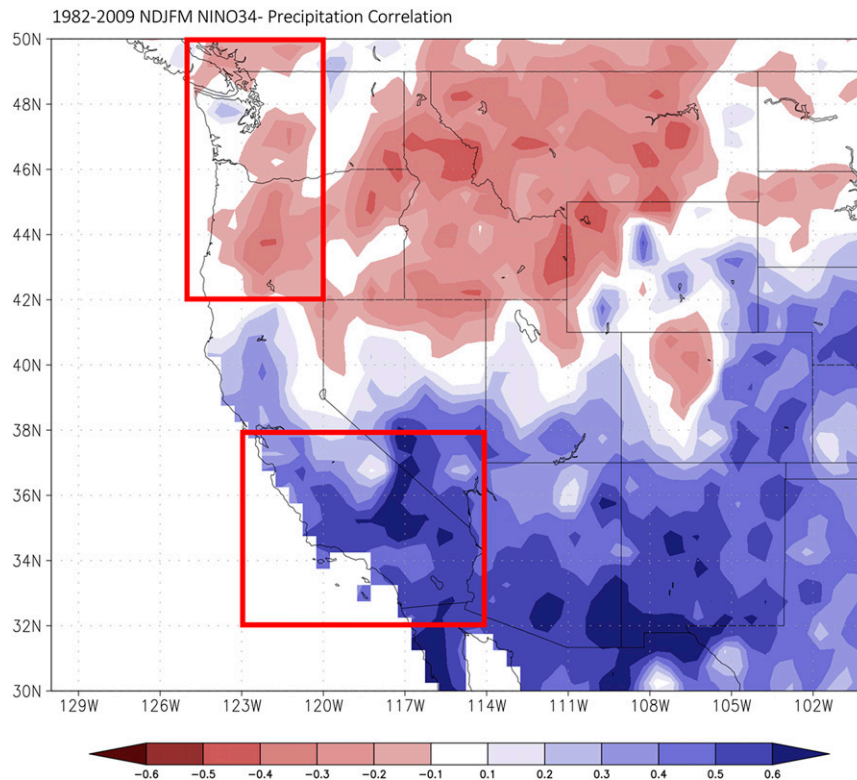 1982-2009 NDJFM NINO34- Precipitation Correlation
50N
48N
46N
44N
42N
40N
38N
36N
34N
32N
30N
129W 126W 123W 120W 117W 114W 111W 108W 105W 102W
-0.6 -0.5 -0.4 -0.3 -0.2 -0.1 0.1 0.2 0.3 0.4 0.5 0.6